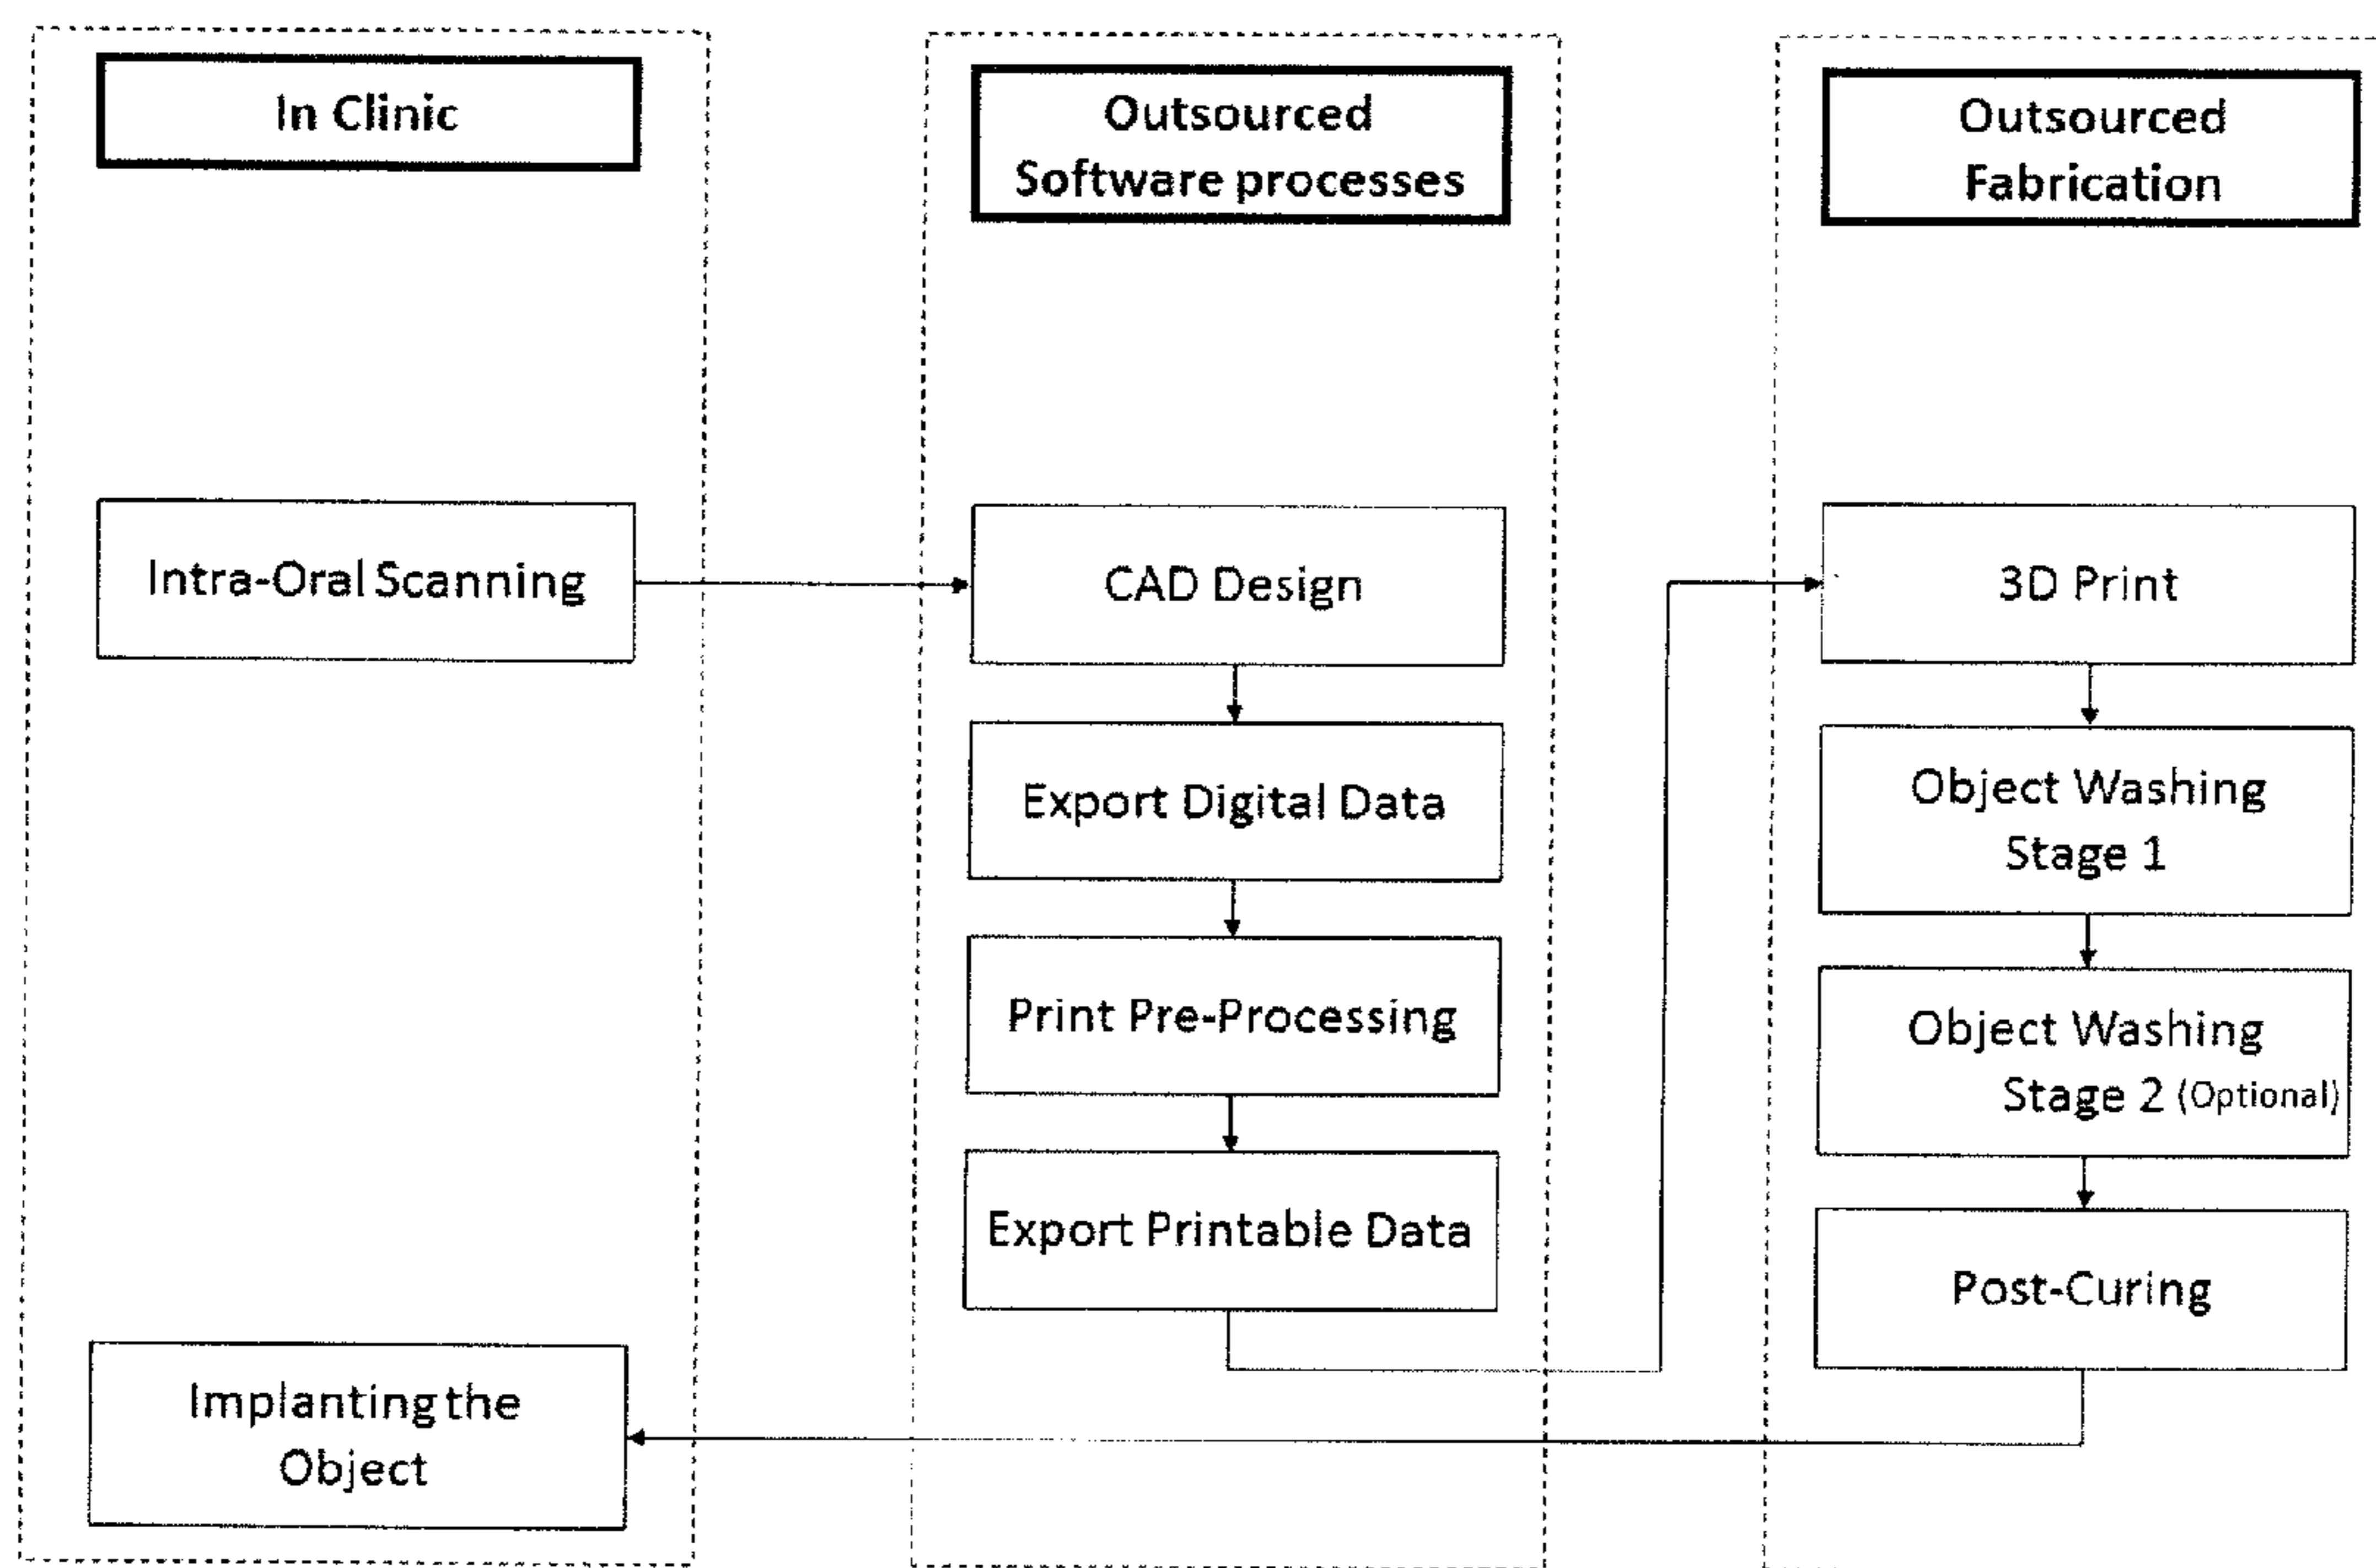 In Clinic
Intra-Oral Scanning
Implanting the
Object
Outsourced
Software processes
CAD Design
Export Digital Data
Print Pre-Processing
Export Printable Data
Outsourced
Fabrication
3D Print
Object Washing
Stage 1
Object Washing
Stage 2 (Optional)
Post-Curing